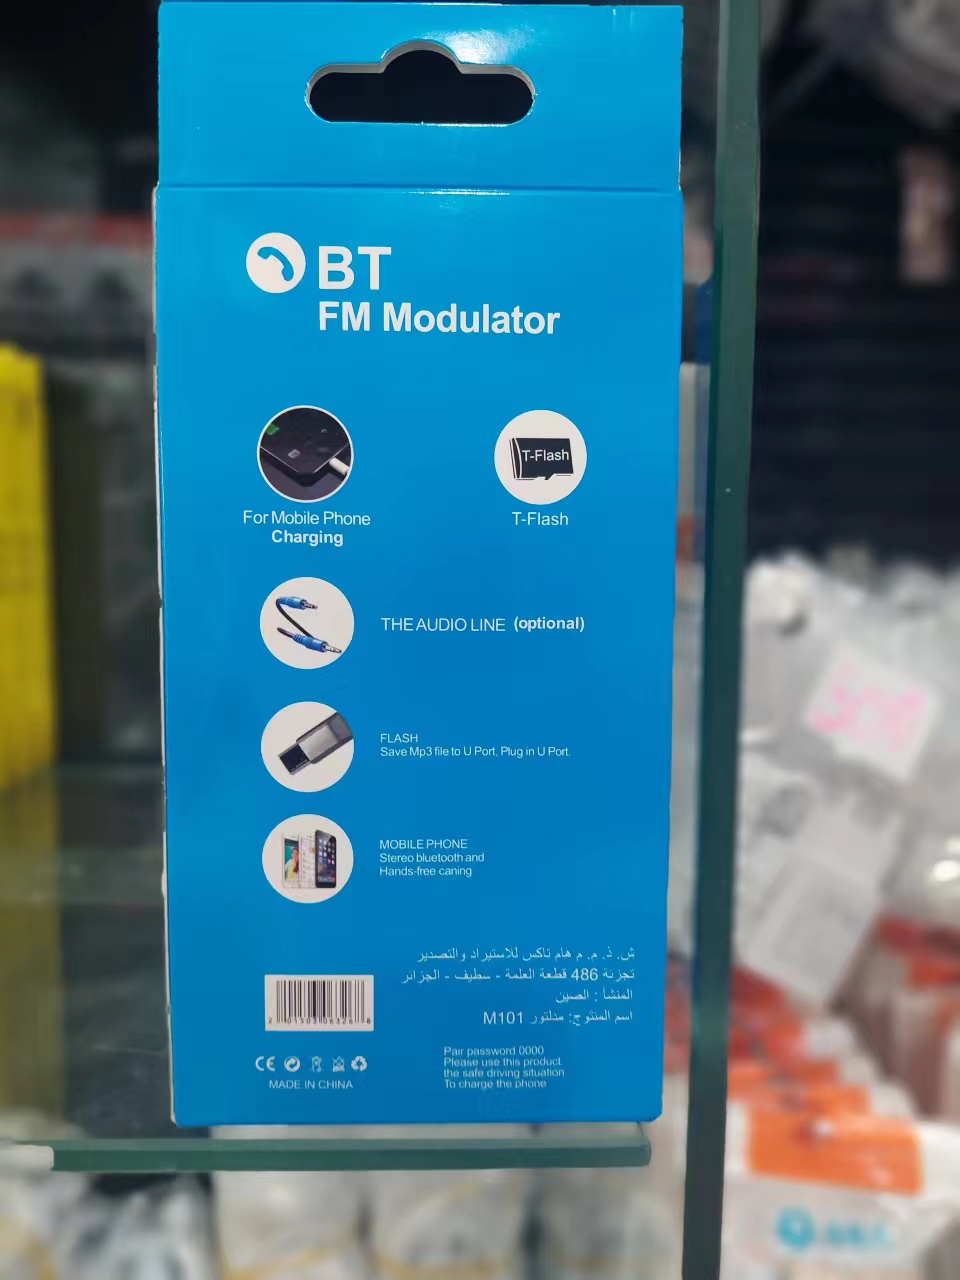 BT
FM Modulator
T-Flash
For Mobile Phone
Charging
T-Flash
THE AUDIO LINE (optional)
FLASH
Save Mp3 file to U Port, Plug in U Port.
MOBILE PHONE
Stereo bluetooth and
Hands-free caning
ش. ذ. م. م هام تاكس للاستيراد والتصدير
تجزئة 486 قطعة العلمة - سطيف - الجزائر
المنشأ : الصين
اسم المنتوج: مدلتور M101
CE
MADE IN CHINA
Pair password 0000
Please use this product
the safe driving situation
To charge the phone